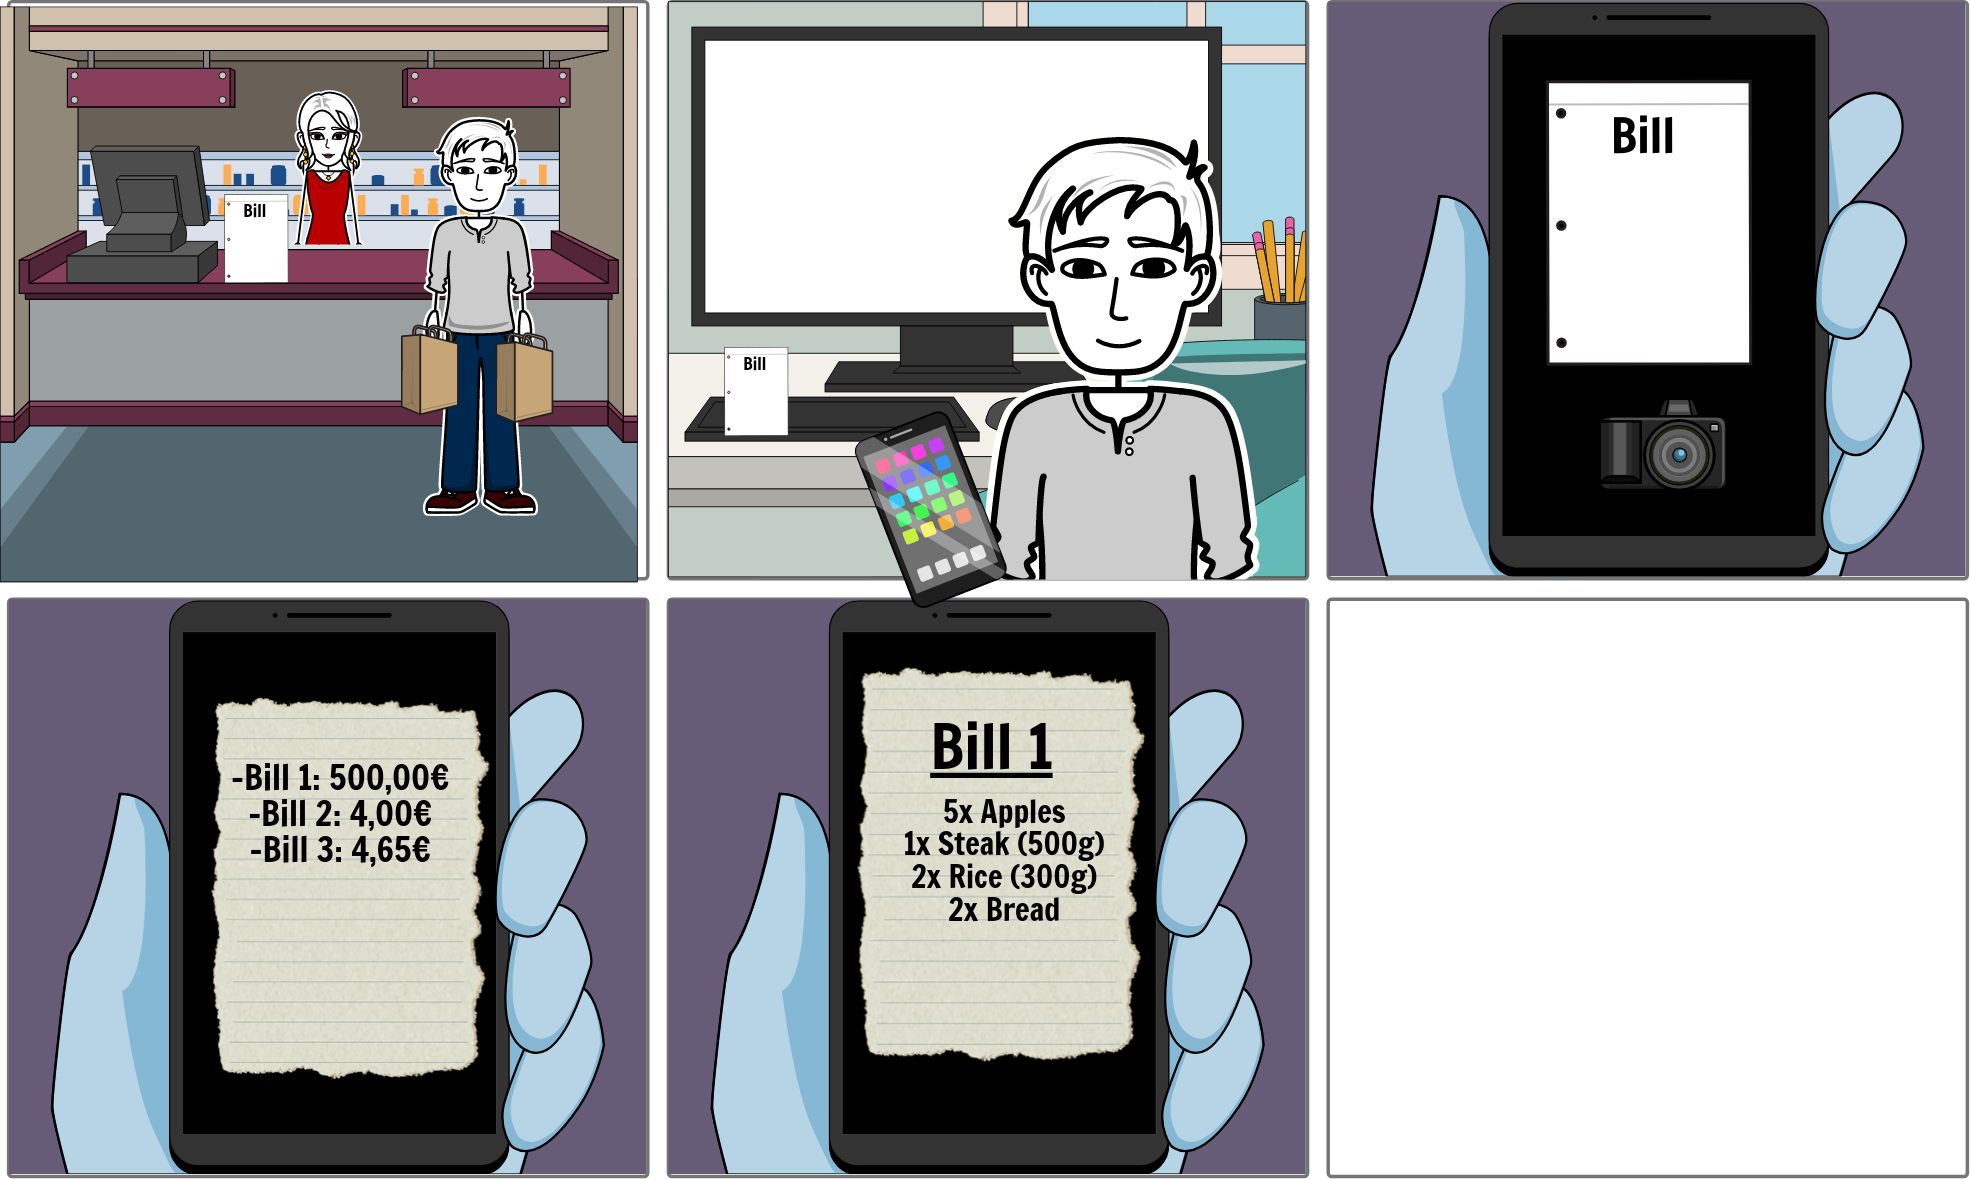 Bill
Bill
Bill
-Bill 1: 500,00€
-Bill 2: 4,00€
-Bill 3: 4,65€
Bill 1
5x Apples
1x Steak (500g)
2x Rice (300g)
2x Bread